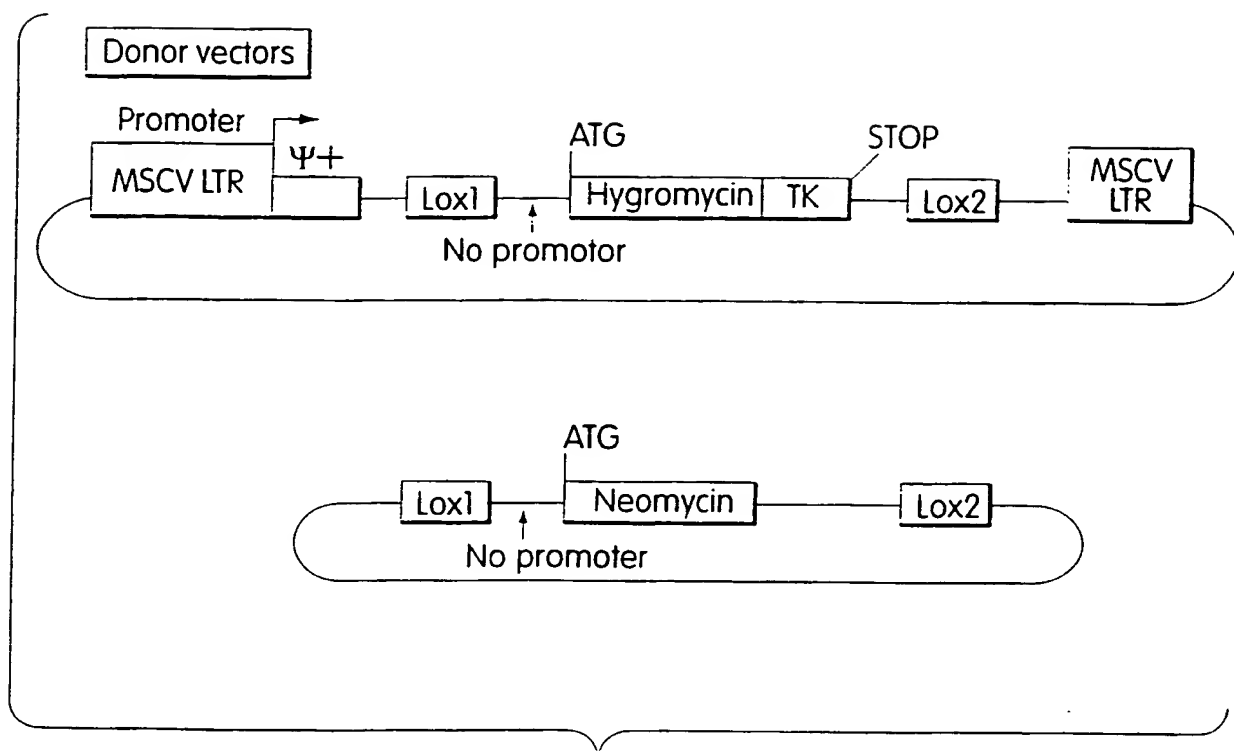 Donor vectors
Promoter
Ψ+
ATG
STOP
MSCV LTR
Lox1
Hygromycin
TK
Lox2
MSCV
LTR
No promotor
ATG
Lox1
Neomycin
Lox2
No promoter